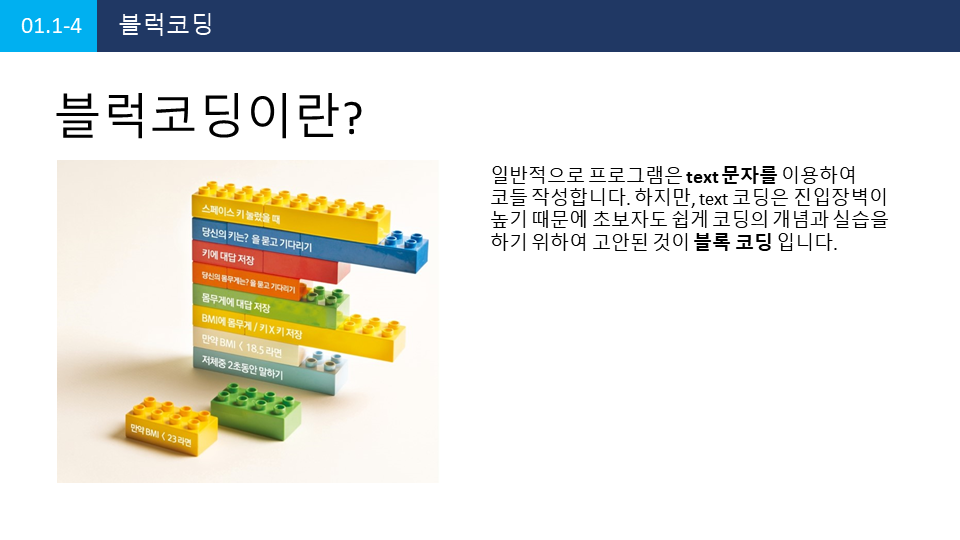 01.1-4
블럭코딩
블럭코딩이란?
스페이스 키 눌렀을 때
당신의 키는? 을 묻고 기다리기
키에 대답 저장
당신의 몸무게는? 을 묻고 기다리기
몸무게에 대답 저장
BMI에 몸무게 / 키 X 키 저장
만약 BMI < 18.5 라면
저체중 2초동안 말하기
만약 BMI < 23 라면
일반적으로 프로그램은 text 문자를 이용하여
코들 작성합니다. 하지만, text 코딩은 진입장벽이
높기 때문에 초보자도 쉽게 코딩의 개념과 실습을
하기 위하여 고안된 것이 블록 코딩 입니다.